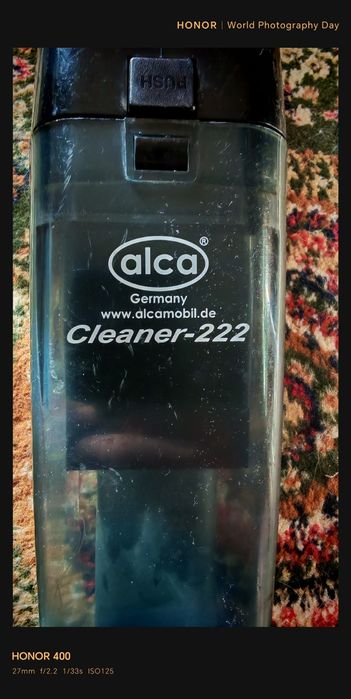 HONOR | World Photography Day
PUSH
alca®
Germany
www.alcamobil.de
Cleaner-222
HONOR 400
27mm f/2.2 1/33s ISO125